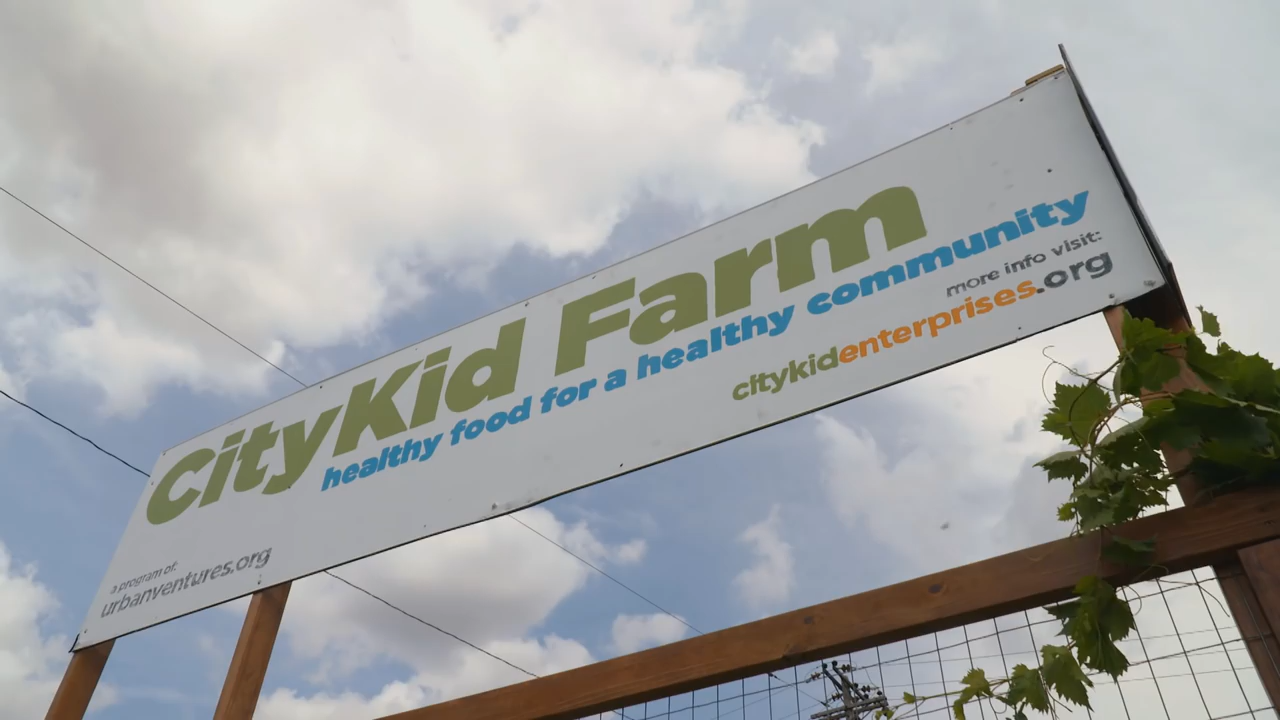 CityKid Farm
healthy food for a healthy community
more info visit:
citykidenterprises.org
a program of:
urbanventures.org